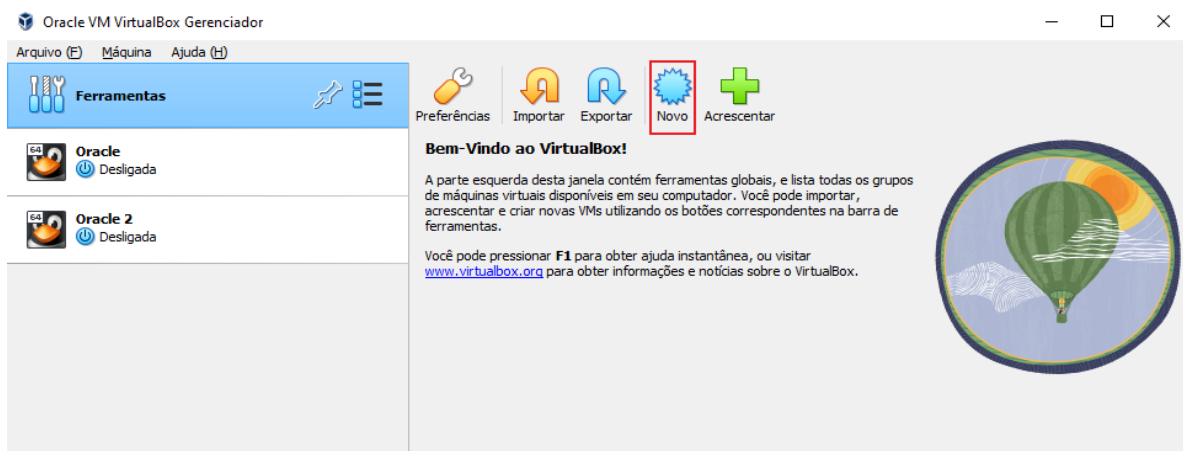 Oracle VM VirtualBox Gerenciador
Arquivo (F) Máquina Ajuda (H)
Ferramentas
Preferências Importar Exportar Novo Acrescentar
64
Oracle
Desligada
64
Oracle 2
Desligada
Bem-Vindo ao VirtualBox!
A parte esquerda desta janela contém ferramentas globais, e lista todas os grupos
de máquinas virtuais disponíveis em seu computador. Você pode importar,
acrescentar e criar novas VMs utilizando os botões correspondentes na barra de
ferramentas.
Você pode pressionar F1 para obter ajuda instantânea, ou visitar
www.virtualbox.org para obter informações e notícias sobre o VirtualBox.